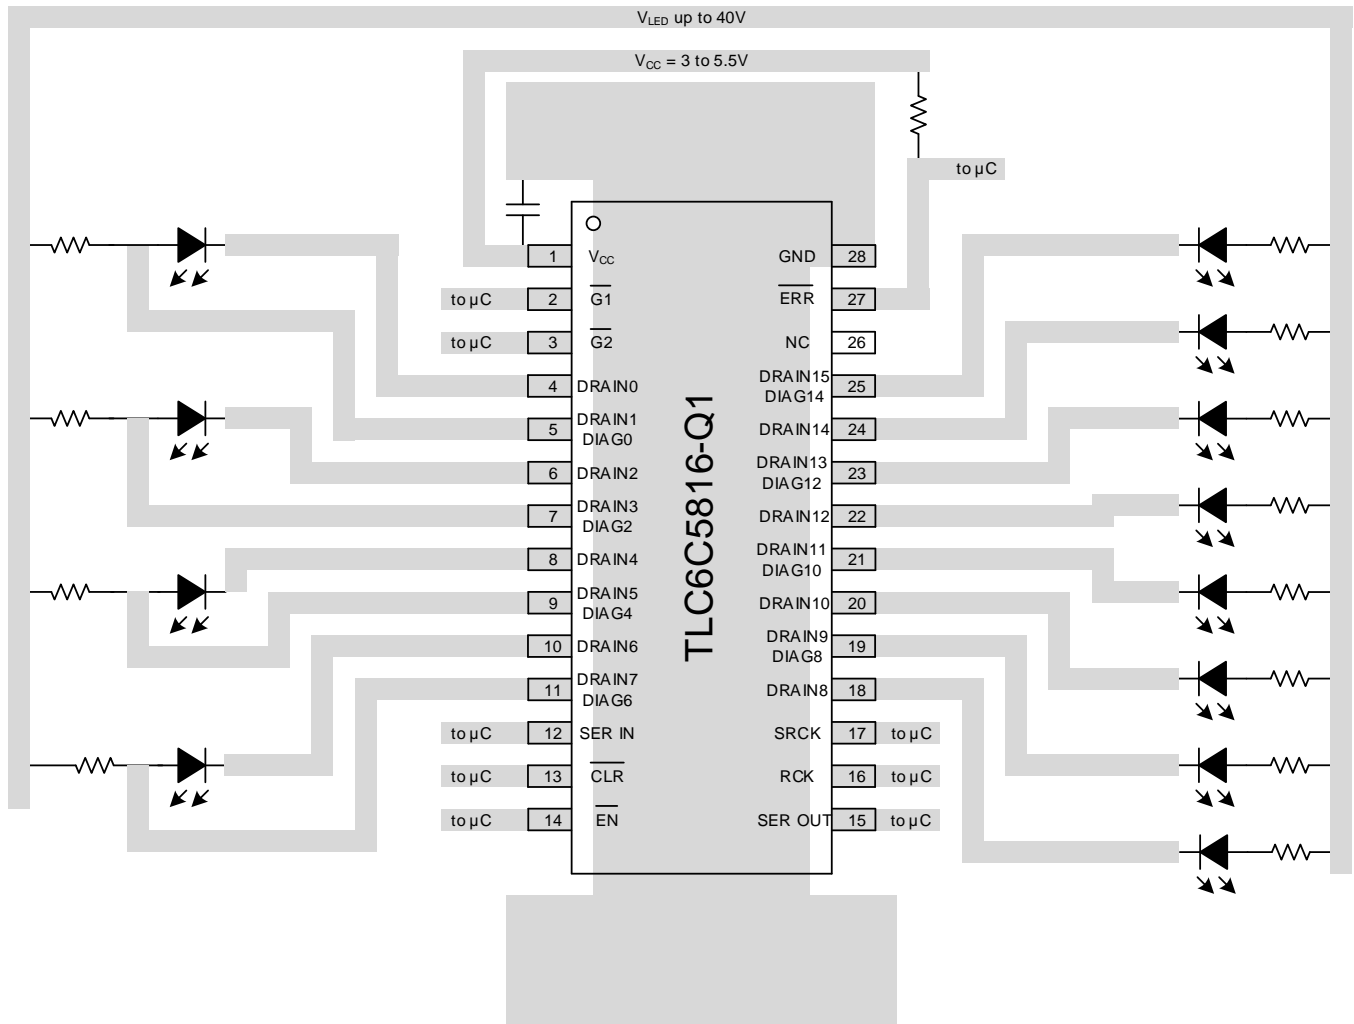 VLED up to 40V
VCC = 3 to 5.5V
to µC
1 VCC GND 28
to µC 2 G1 ERR 27
to µC 3 G2 NC 26
4 DRAIN0 DRAIN15 DIAG14 25
5 DRAIN1 DIAG0 DRAIN14 24
6 DRAIN2 DRAIN13 DIAG12 23
7 DRAIN3 DIAG2 DRAIN12 22
8 DRAIN4 DRAIN11 DIAG10 21
9 DRAIN5 DIAG4 DRAIN10 20
10 DRAIN6 DRAIN9 DIAG8 19
11 DRAIN7 DIAG6 DRAIN8 18
to µC 12 SER IN SRCK 17 to µC
to µC 13 CLR RCK 16 to µC
to µC 14 EN SER OUT 15 to µC
TLC6C5816-Q1